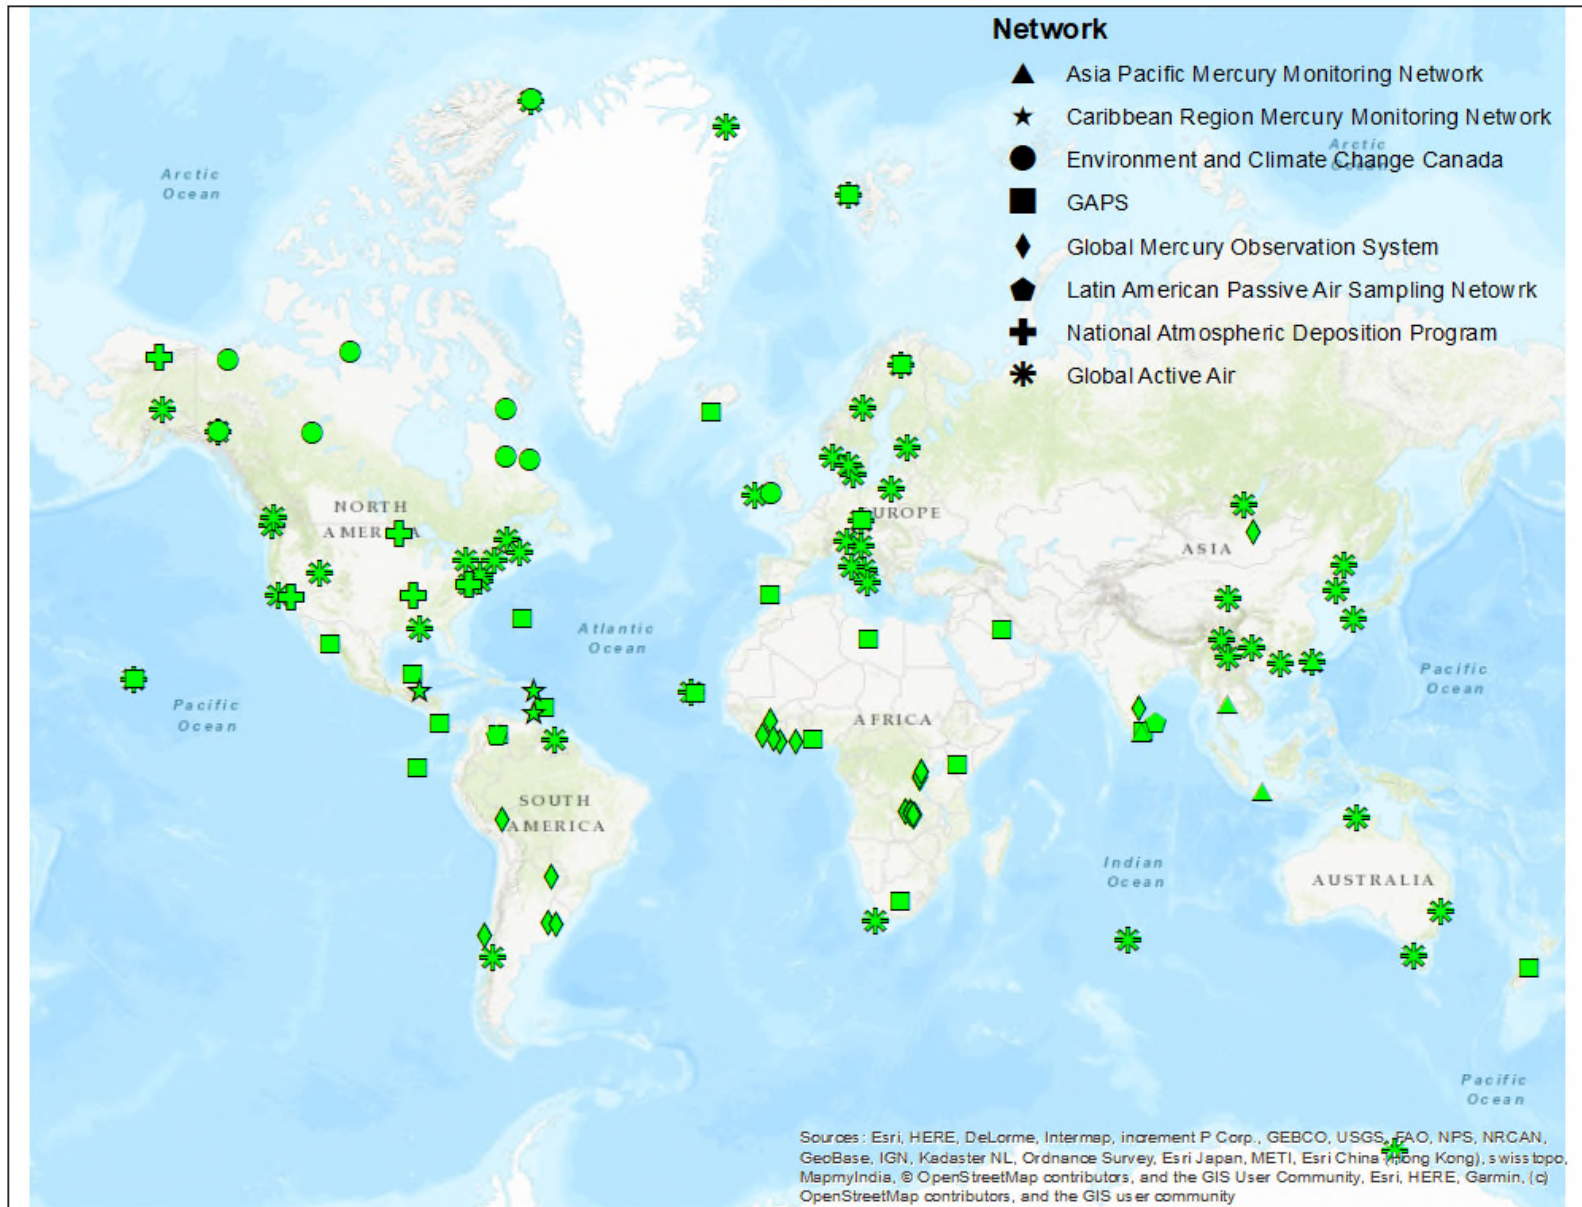 Network
Asia Pacific Mercury Monitoring Network
Caribbean Region Mercury Monitoring Network
Environment and Climate Change Canada
GAPS
Global Mercury Observation System
Latin American Passive Air Sampling Netowrk
National Atmospheric Deposition Program
Global Active Air
Arctic
Ocean
Arctic
Ocean
NORTH
AMERICA
EUROPE
ASIA
Atlantic
Ocean
Pacific
Ocean
Pacific
Ocean
AFRICA
SOUTH
AMERICA
Indian
Ocean
AUSTRALIA
Pacific
Ocean
Sources: Esri, HERE, DeLorme, Intermap, increment P Corp., GEBCO, USGS, FAO, NPS, NRCAN,
GeoBase, IGN, Kadaster NL, Ordnance Survey, Esri Japan, METI, Esri China (Hong Kong), swisstopo,
MapmyIndia, © OpenStreetMap contributors, and the GIS User Community, Esri, HERE, Garmin, (c)
OpenStreetMap contributors, and the GIS user community